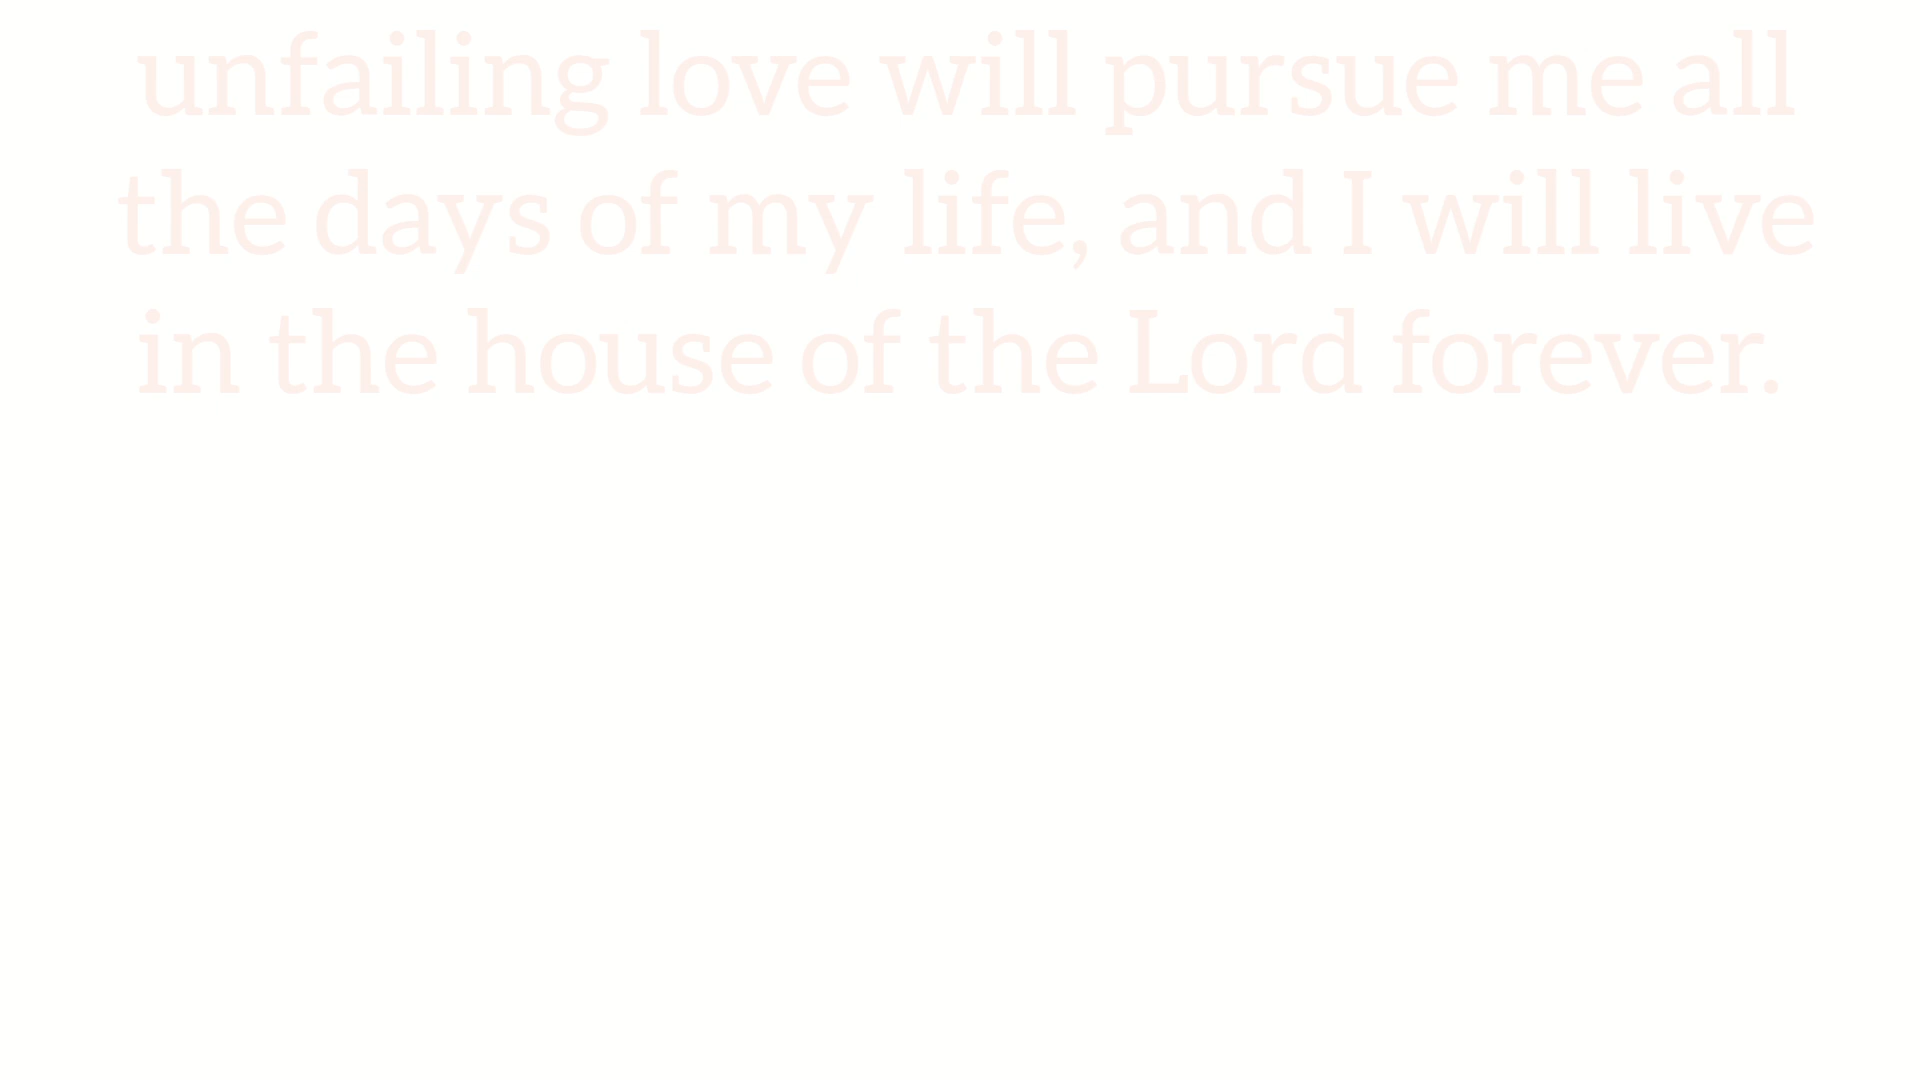 unfailing love will pursue me all
the days of my life, and I will live
in the house of the Lord forever.